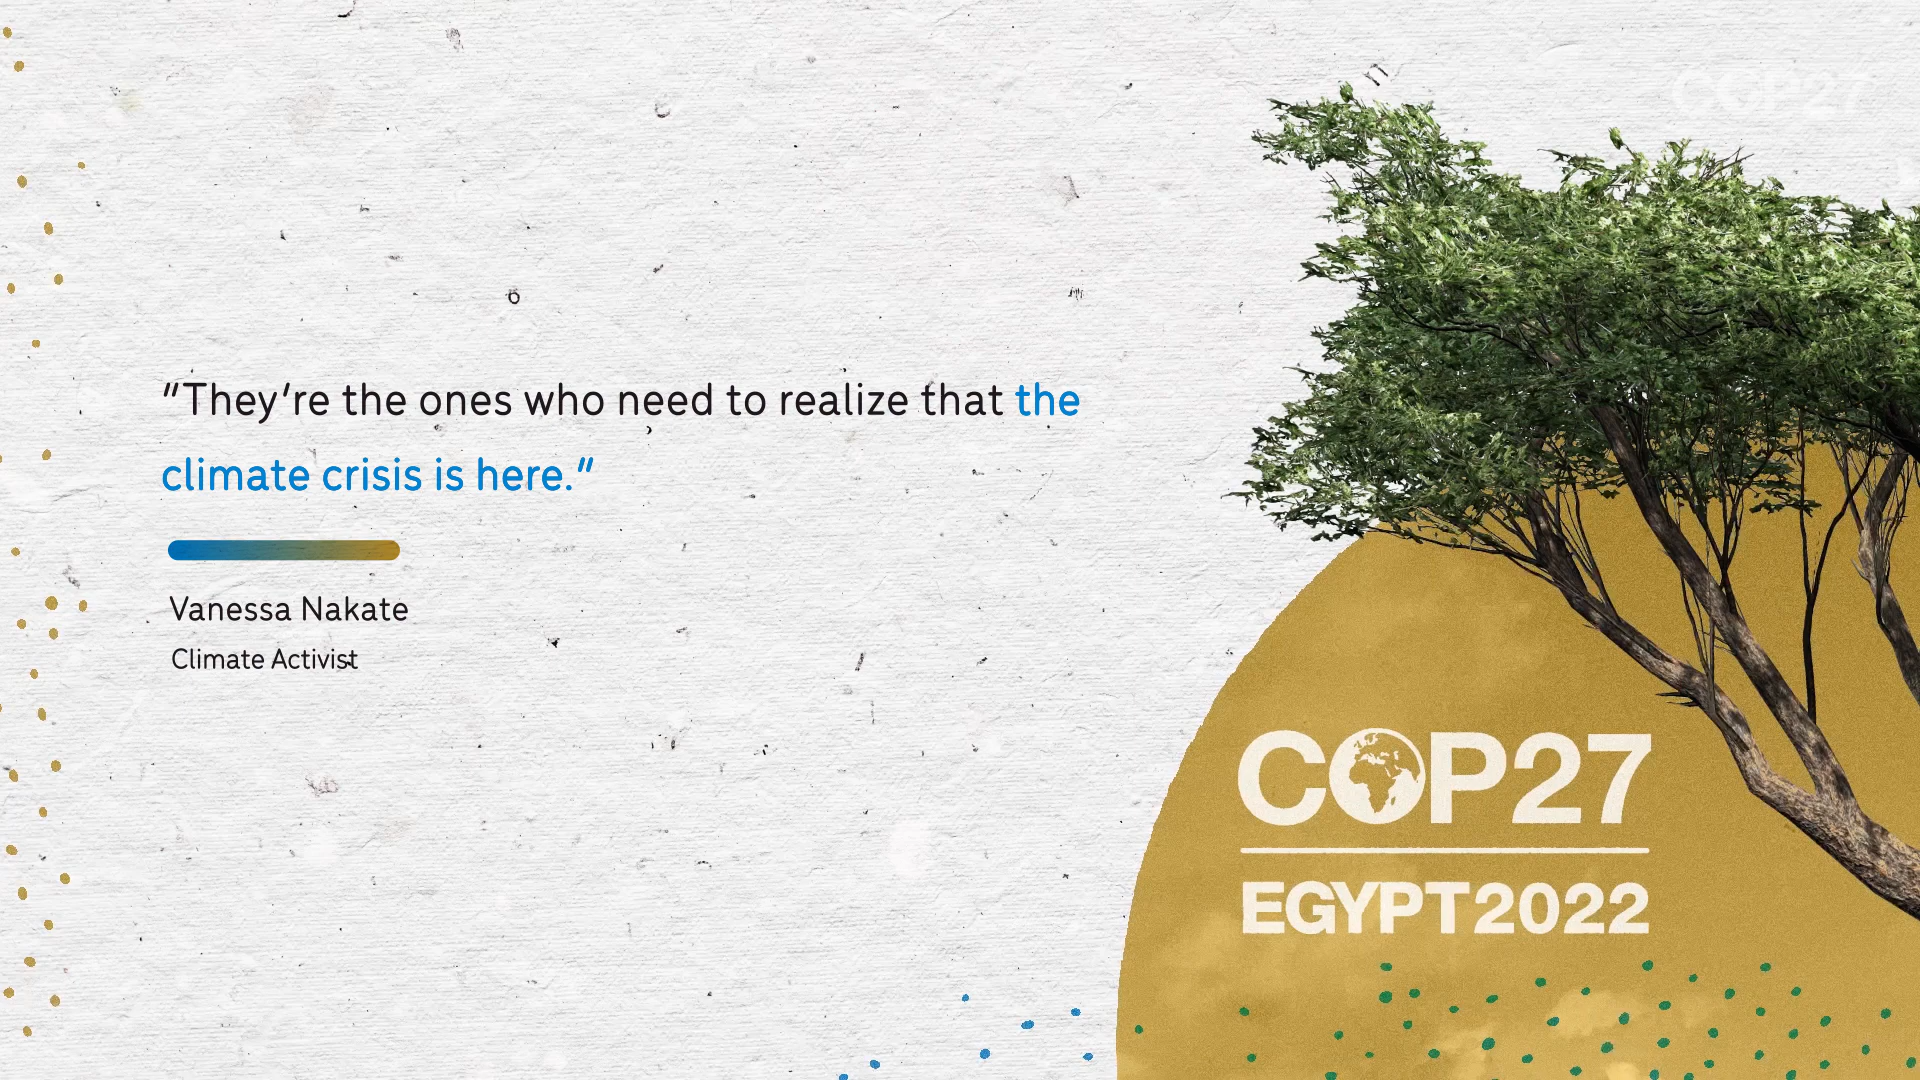 "They're the ones who need to realize that the
climate crisis is here."
Vanessa Nakate
Climate Activist
COP27
COP27
EGYPT2022